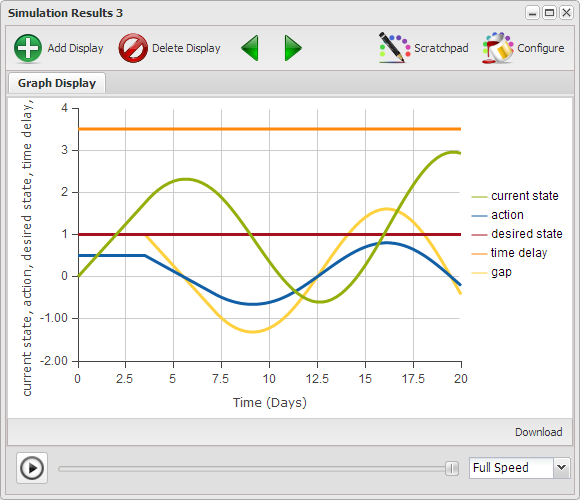 Simulation Results 3
Add Display Delete Display Scratchpad Configure
Graph Display
current state, action, desired state, time delay,
4
3
2
1
0
-1.00
-2.00
0 2.5 5 7.5 10 12.5 15 17.5 20
Time (Days)
current state
action
desired state
time delay
gap
Download
Full Speed